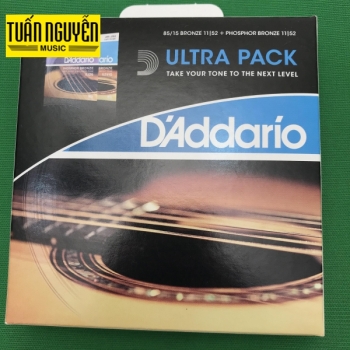 TUẤN NGUYỄN
MUSIC
85/15 BRONZE 11|52 + PHOSPHOR BRONZE 11|52
ULTRA PACK
TAKE YOUR TONE TO THE NEXT LEVEL
D'Addario
D'Addario